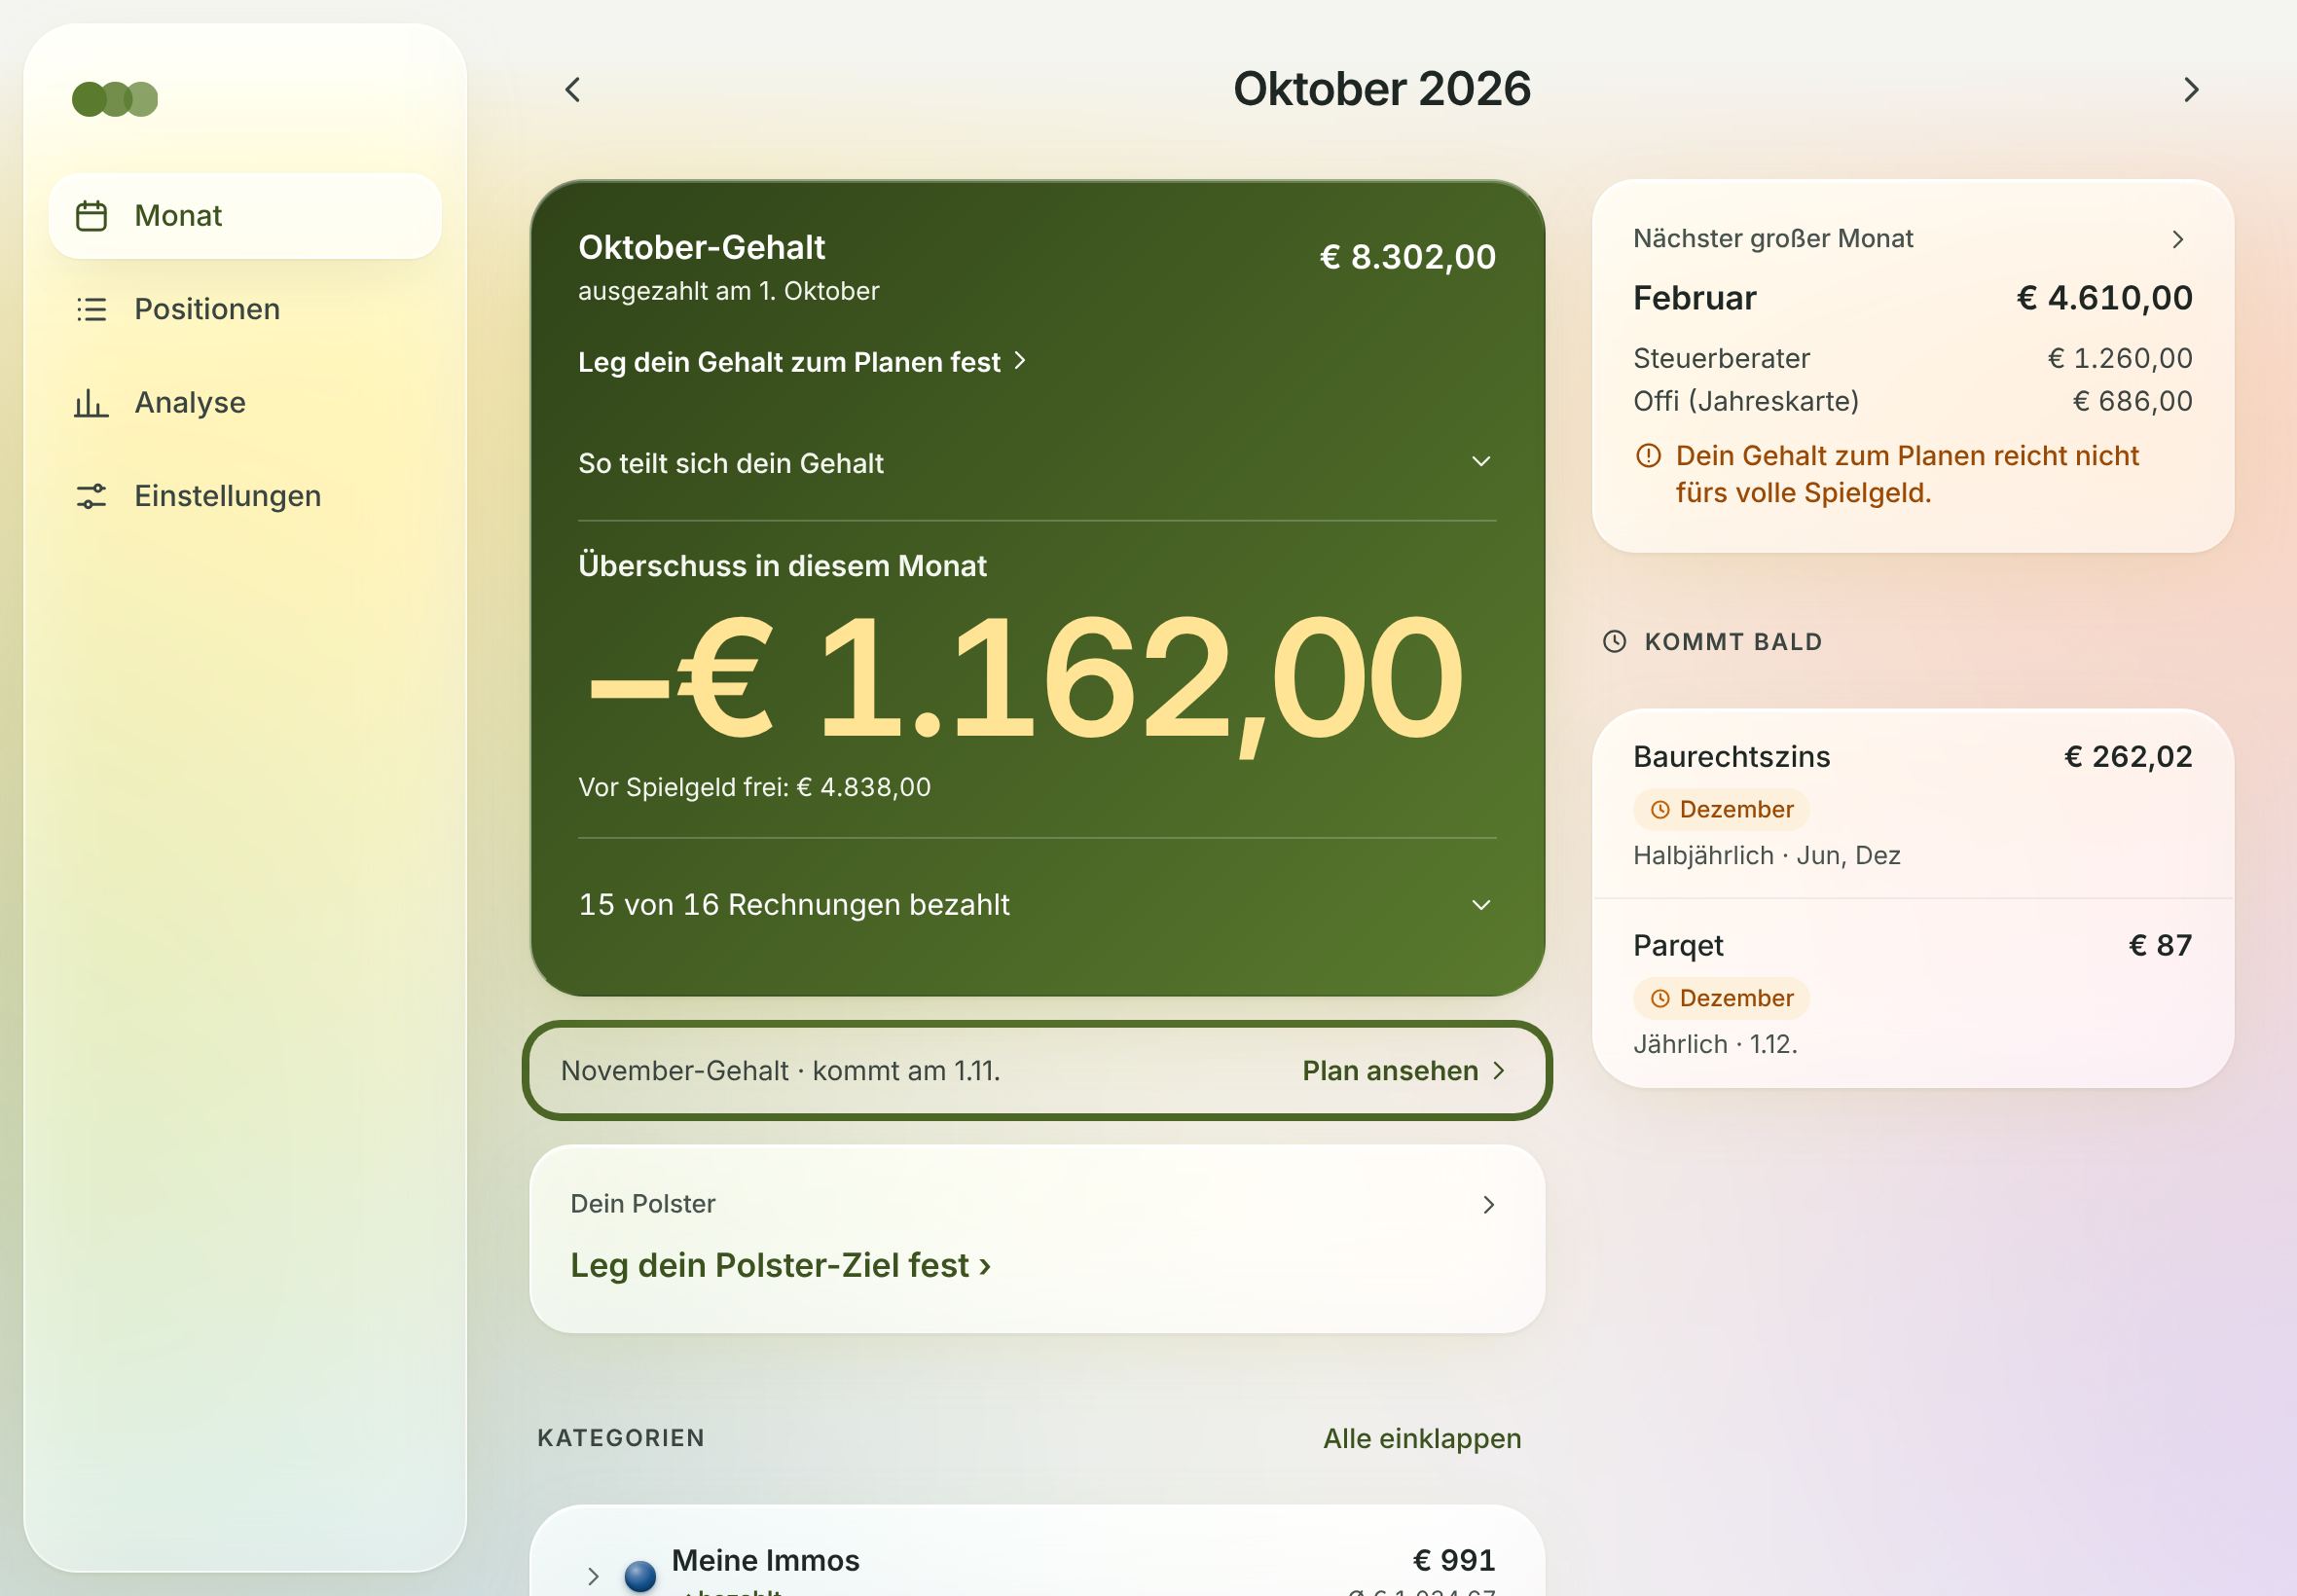 Oktober 2026
Monat
Positionen
Analyse
Einstellungen
Oktober-Gehalt
€ 8.302,00
ausgezahlt am 1. Oktober
Leg dein Gehalt zum Planen fest
So teilt sich dein Gehalt
Überschuss in diesem Monat
–€ 1.162,00
Vor Spielgeld frei: € 4.838,00
15 von 16 Rechnungen bezahlt
November-Gehalt · kommt am 1.11.
Plan ansehen
Dein Polster
Leg dein Polster-Ziel fest ›
KATEGORIEN
Alle einklappen
Meine Immos
€ 991
Nächster großer Monat
Februar
€ 4.610,00
Steuerberater
€ 1.260,00
Offi (Jahreskarte)
€ 686,00
Dein Gehalt zum Planen reicht nicht
fürs volle Spielgeld.
KOMMT BALD
Baurechtszins
€ 262,02
Dezember
Halbjährlich · Jun, Dez
Parqet
€ 87
Dezember
Jährlich · 1.12.